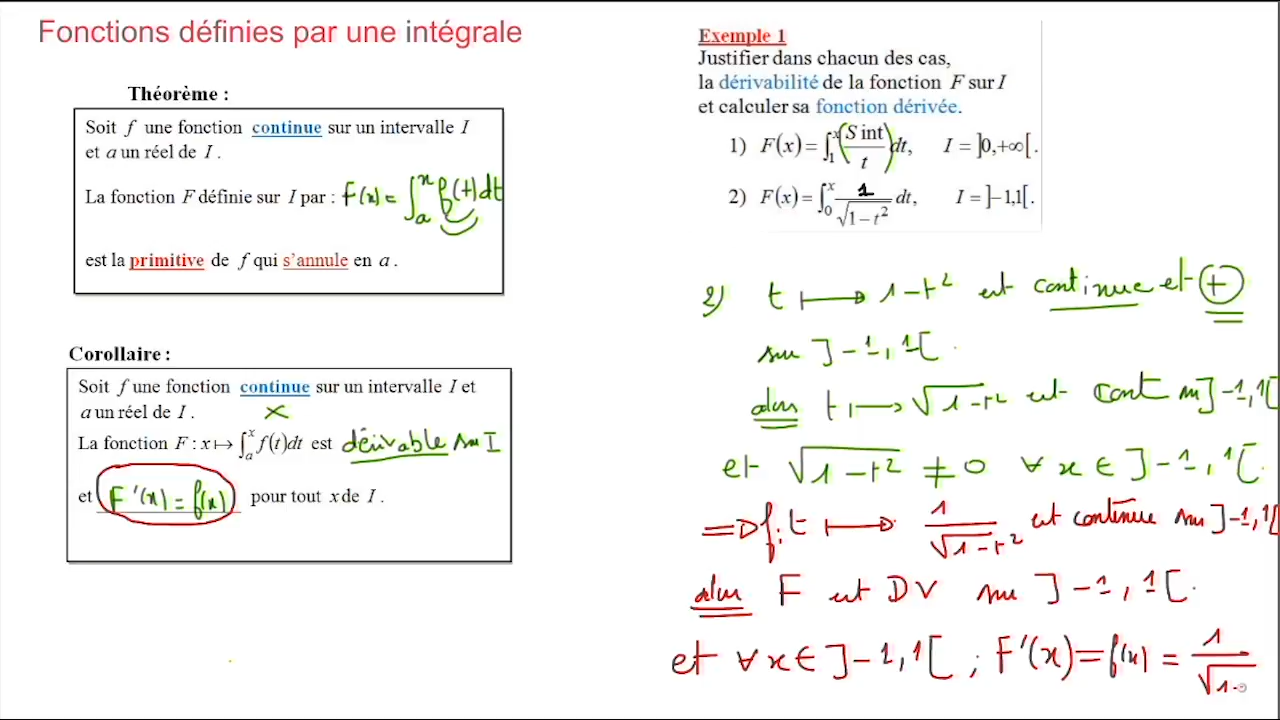 Fonctions définies par une intégrale
Théorème :
Soit f une fonction continue sur un intervalle I
et a un réel de I .
La fonction F définie sur I par : F(x) = ∫_a^x f(t)dt
est la primitive de f qui s'annule en a .
Corollaire :
Soit f une fonction continue sur un intervalle I et
a un réel de I . x
La fonction F : x ↦ ∫_a^x f(t)dt est dérivable su I
et F'(x) = f(x) pour tout x de I .
Exemple 1
Justifier dans chacun des cas,
la dérivabilité de la fonction F sur I
et calculer sa fonction dérivée.
1) F(x) = ∫_1^x (Sint/t) dt, I = ]0,+∞[ .
2) F(x) = ∫_0^x 1/√(1−t²) dt, I = ]−1,1[ .
2) t ⟼ 1−t² est continue et +
su ]−1,1[ .
alors t ⟼ √(1−t²) est cont su ]−1,1[
et √(1−t²) ≠ 0 ∀x∈]−1,1[.
⇒ f: t ⟼ 1/√(1−t²) est continue su ]−1,1[
alors F est DV su ]−1,1[.
et ∀x∈]−1,1[ ; F'(x) = f(x) = 1/√1-